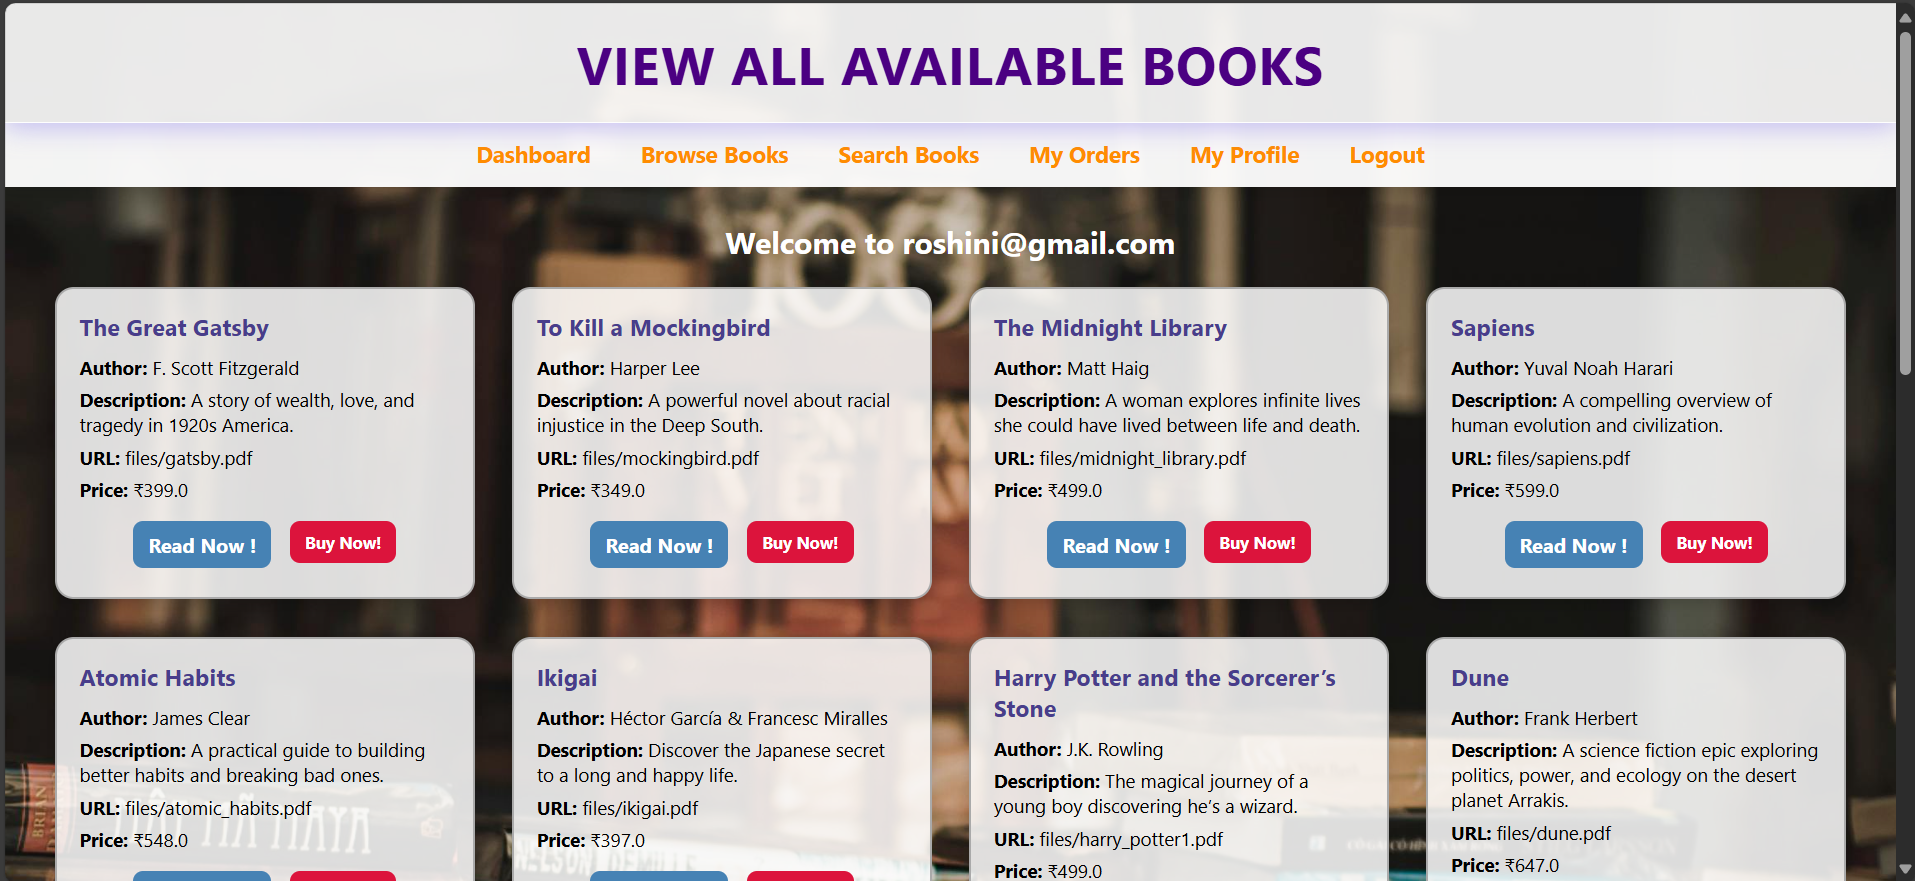 VIEW ALL AVAILABLE BOOKS
Dashboard Browse Books Search Books My Orders My Profile Logout
Welcome to roshini@gmail.com
The Great Gatsby
Author: F. Scott Fitzgerald
Description: A story of wealth, love, and
tragedy in 1920s America.
URL: files/gatsby.pdf
Price: ₹399.0
Read Now ! Buy Now!
To Kill a Mockingbird
Author: Harper Lee
Description: A powerful novel about racial
injustice in the Deep South.
URL: files/mockingbird.pdf
Price: ₹349.0
Read Now ! Buy Now!
The Midnight Library
Author: Matt Haig
Description: A woman explores infinite lives
she could have lived between life and death.
URL: files/midnight_library.pdf
Price: ₹499.0
Read Now ! Buy Now!
Sapiens
Author: Yuval Noah Harari
Description: A compelling overview of
human evolution and civilization.
URL: files/sapiens.pdf
Price: ₹599.0
Read Now ! Buy Now!
Atomic Habits
Author: James Clear
Description: A practical guide to building
better habits and breaking bad ones.
URL: files/atomic_habits.pdf
Price: ₹548.0
Ikigai
Author: Héctor García & Francesc Miralles
Description: Discover the Japanese secret
to a long and happy life.
URL: files/ikigai.pdf
Price: ₹397.0
Harry Potter and the Sorcerer’s
Stone
Author: J.K. Rowling
Description: The magical journey of a
young boy discovering he’s a wizard.
URL: files/harry_potter1.pdf
Price: ₹499.0
Dune
Author: Frank Herbert
Description: A science fiction epic exploring
politics, power, and ecology on the desert
planet Arrakis.
URL: files/dune.pdf
Price: ₹647.0